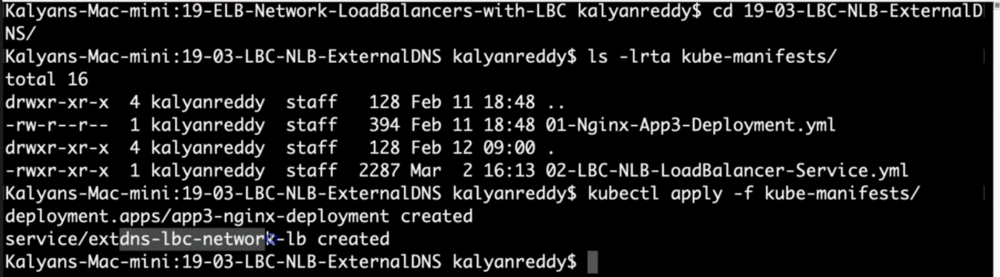 Kalyans-Mac-mini:19-ELB-Network-LoadBalancers-with-LBC kalyanreddy$ cd 19-03-LBC-NLB-ExternalD
NS/
Kalyans-Mac-mini:19-03-LBC-NLB-ExternalDNS kalyanreddy$ ls -lrta kube-manifests/
total 16
drwxr-xr-x  4 kalyanreddy  staff   128 Feb 11 18:48 ..
-rw-r--r--  1 kalyanreddy  staff   394 Feb 11 18:48 01-Nginx-App3-Deployment.yml
drwxr-xr-x  4 kalyanreddy  staff   128 Feb 12 09:00 .
-rwxr-xr-x  1 kalyanreddy  staff  2287 Mar  2 16:13 02-LBC-NLB-LoadBalancer-Service.yml
Kalyans-Mac-mini:19-03-LBC-NLB-ExternalDNS kalyanreddy$ kubectl apply -f kube-manifests/
deployment.apps/app3-nginx-deployment created
service/extdns-lbc-network-lb created
Kalyans-Mac-mini:19-03-LBC-NLB-ExternalDNS kalyanreddy$